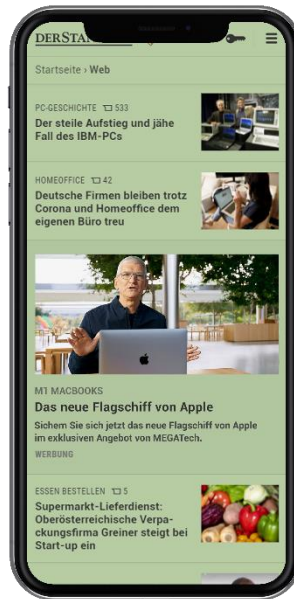 DERSTA
Startseite › Web
PC-GESCHICHTE 533
Der steile Aufstieg und jähe
Fall des IBM-PCs
HOMEOFFICE 42
Deutsche Firmen bleiben trotz
Corona und Homeoffice dem
eigenen Büro treu
M1 MACBOOKS
Das neue Flagschiff von Apple
Sichern Sie sich jetzt das neue Flagschiff von Apple
im exklusiven Angebot von MEGATech.
WERBUNG
ESSEN BESTELLEN 5
Supermarkt-Lieferdienst:
Oberösterreichische Verpa-
ckungsfirma Greiner steigt bei
Start-up ein